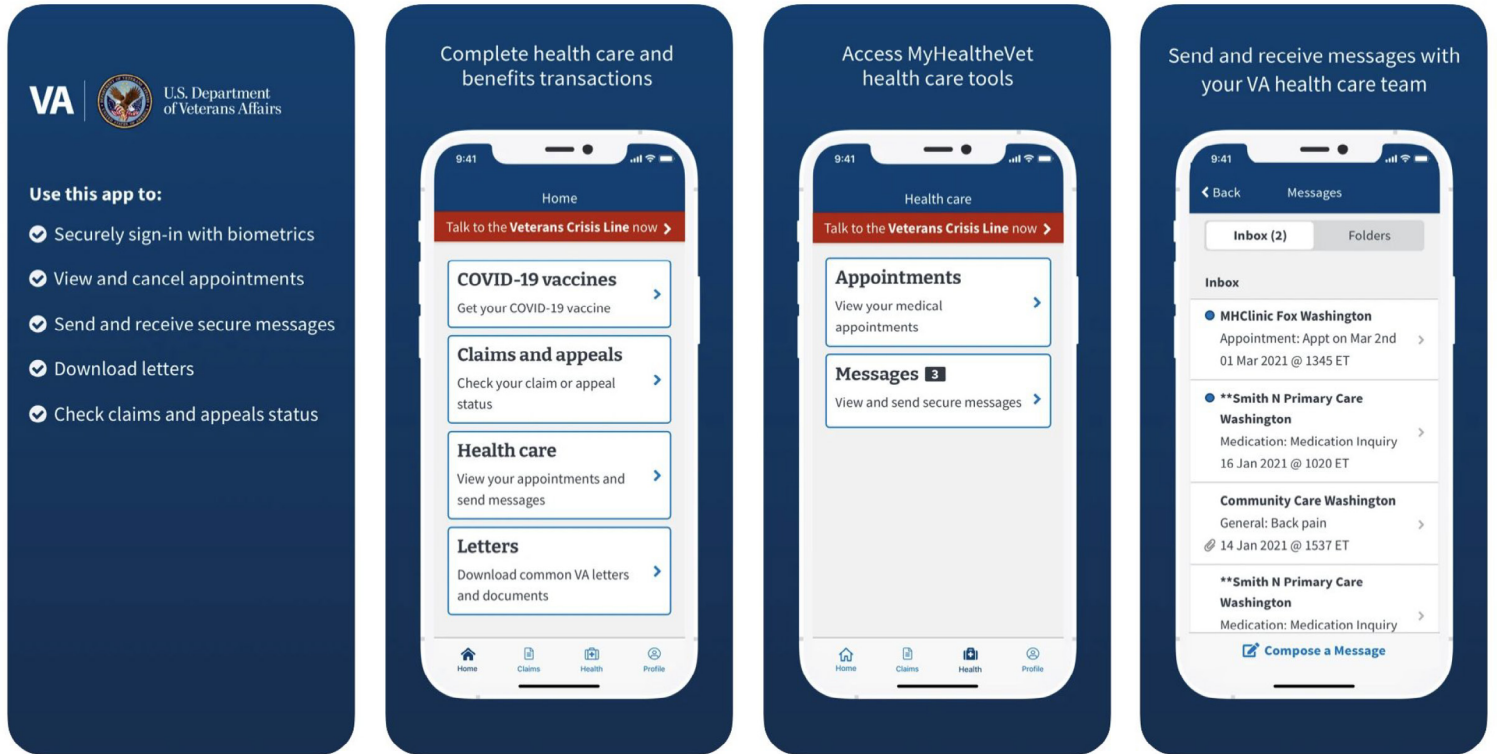 VA
U.S. Department
of Veterans Affairs
Use this app to:
Securely sign-in with biometrics
View and cancel appointments
Send and receive secure messages
Download letters
Check claims and appeals status
Complete health care and
benefits transactions
9:41
Home
Talk to the Veterans Crisis Line now
COVID-19 vaccines
Get your COVID-19 vaccine
Claims and appeals
Check your claim or appeal
status
Health care
View your appointments and
send messages
Letters
Download common VA letters
and documents
Home
Claims
Health
Profile
Access MyHealtheVet
health care tools
9:41
Health care
Talk to the Veterans Crisis Line now
Appointments
View your medical
appointments
Messages 3
View and send secure messages
Home
Claims
Health
Profile
Send and receive messages with
your VA health care team
9:41
Back
Messages
Inbox (2)
Folders
Inbox
MHClinic Fox Washington
Appointment: Appt on Mar 2nd
01 Mar 2021 @ 1345 ET
**Smith N Primary Care
Washington
Medication: Medication Inquiry
16 Jan 2021 @ 1020 ET
Community Care Washington
General: Back pain
14 Jan 2021 @ 1537 ET
**Smith N Primary Care
Washington
Medication: Medication Inquiry
Compose a Message